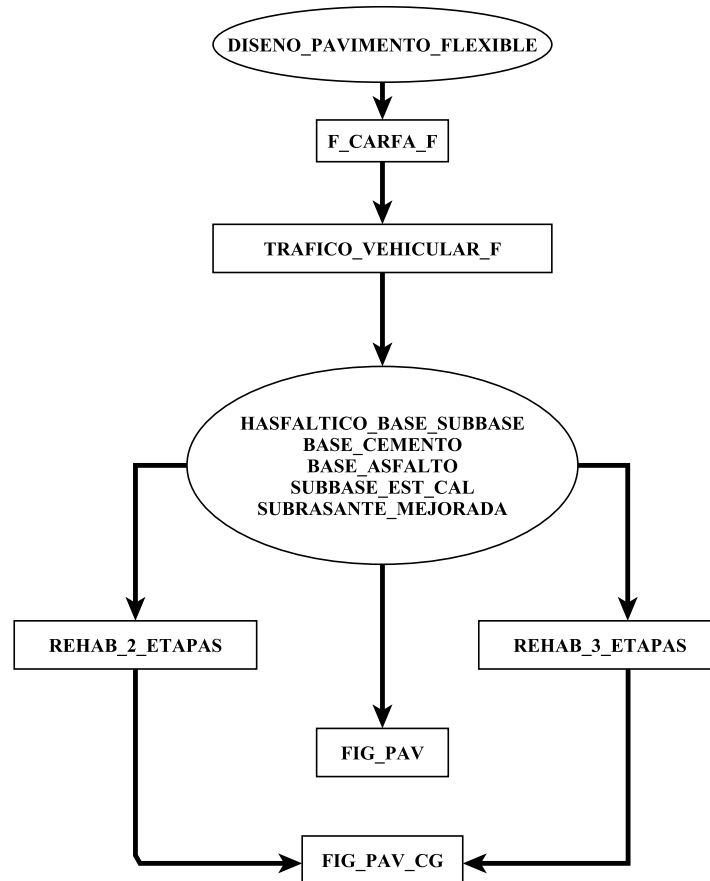 DISENO_PAVIMENTO_FLEXIBLE
F_CARFA_F
TRAFICO_VEHICULAR_F
HASFALTICO_BASE_SUBBASE
BASE_CEMENTO
BASE_ASFALTO
SUBBASE_EST_CAL
SUBRASANTE_MEJORADA
REHAB_2_ETAPAS
REHAB_3_ETAPAS
FIG_PAV
FIG_PAV_CG